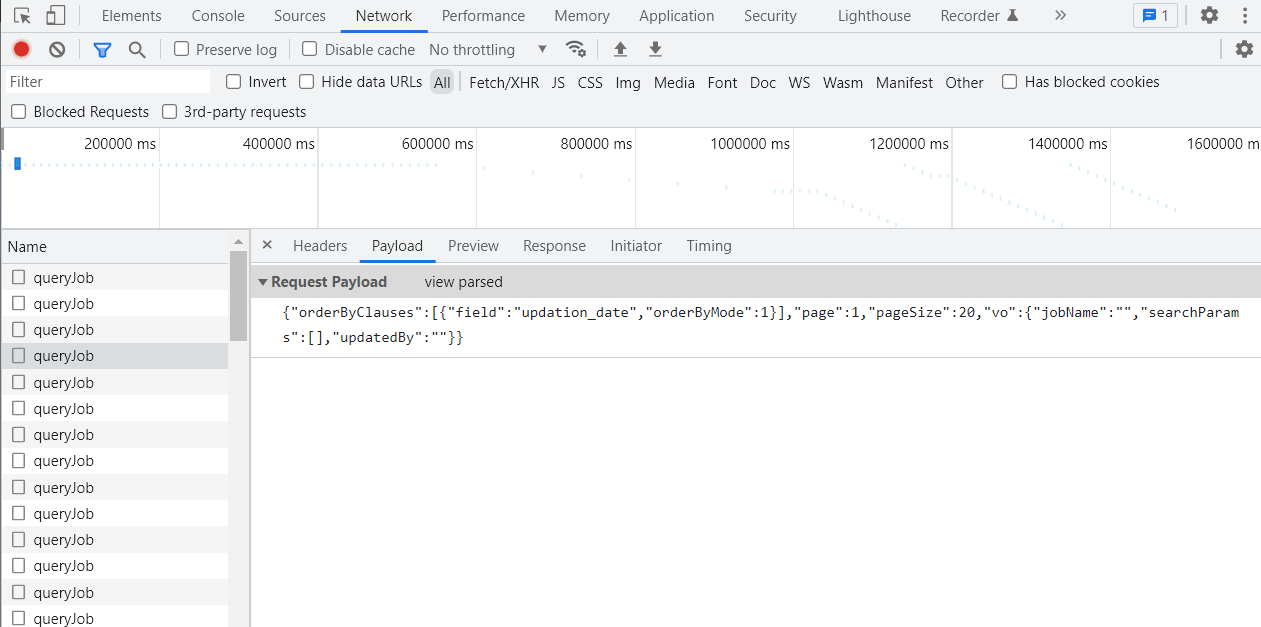 Elements Console Sources Network Performance Memory Application Security Lighthouse Recorder 1
Preserve log Disable cache No throttling
Filter Invert Hide data URLs All Fetch/XHR JS CSS Img Media Font Doc WS Wasm Manifest Other Has blocked cookies
Blocked Requests 3rd-party requests
200000 ms 400000 ms 600000 ms 800000 ms 1000000 ms 1200000 ms 1400000 ms 1600000 m
Name Headers Payload Preview Response Initiator Timing
Request Payload view parsed
{"orderByClauses":[{"field":"updation_date","orderByMode":1}],"page":1,"pageSize":20,"vo":{"jobName":"","searchParam
s":[],"updatedBy":""}}
queryJob
queryJob
queryJob
queryJob
queryJob
queryJob
queryJob
queryJob
queryJob
queryJob
queryJob
queryJob
queryJob
queryJob